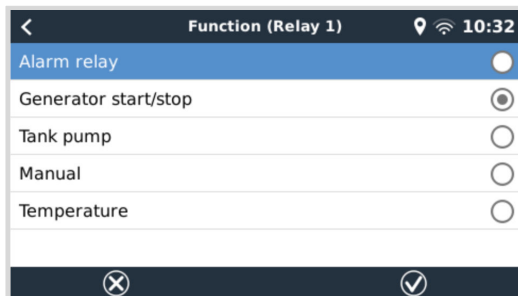 Function (Relay 1) 10:32
Alarm relay
Generator start/stop
Tank pump
Manual
Temperature